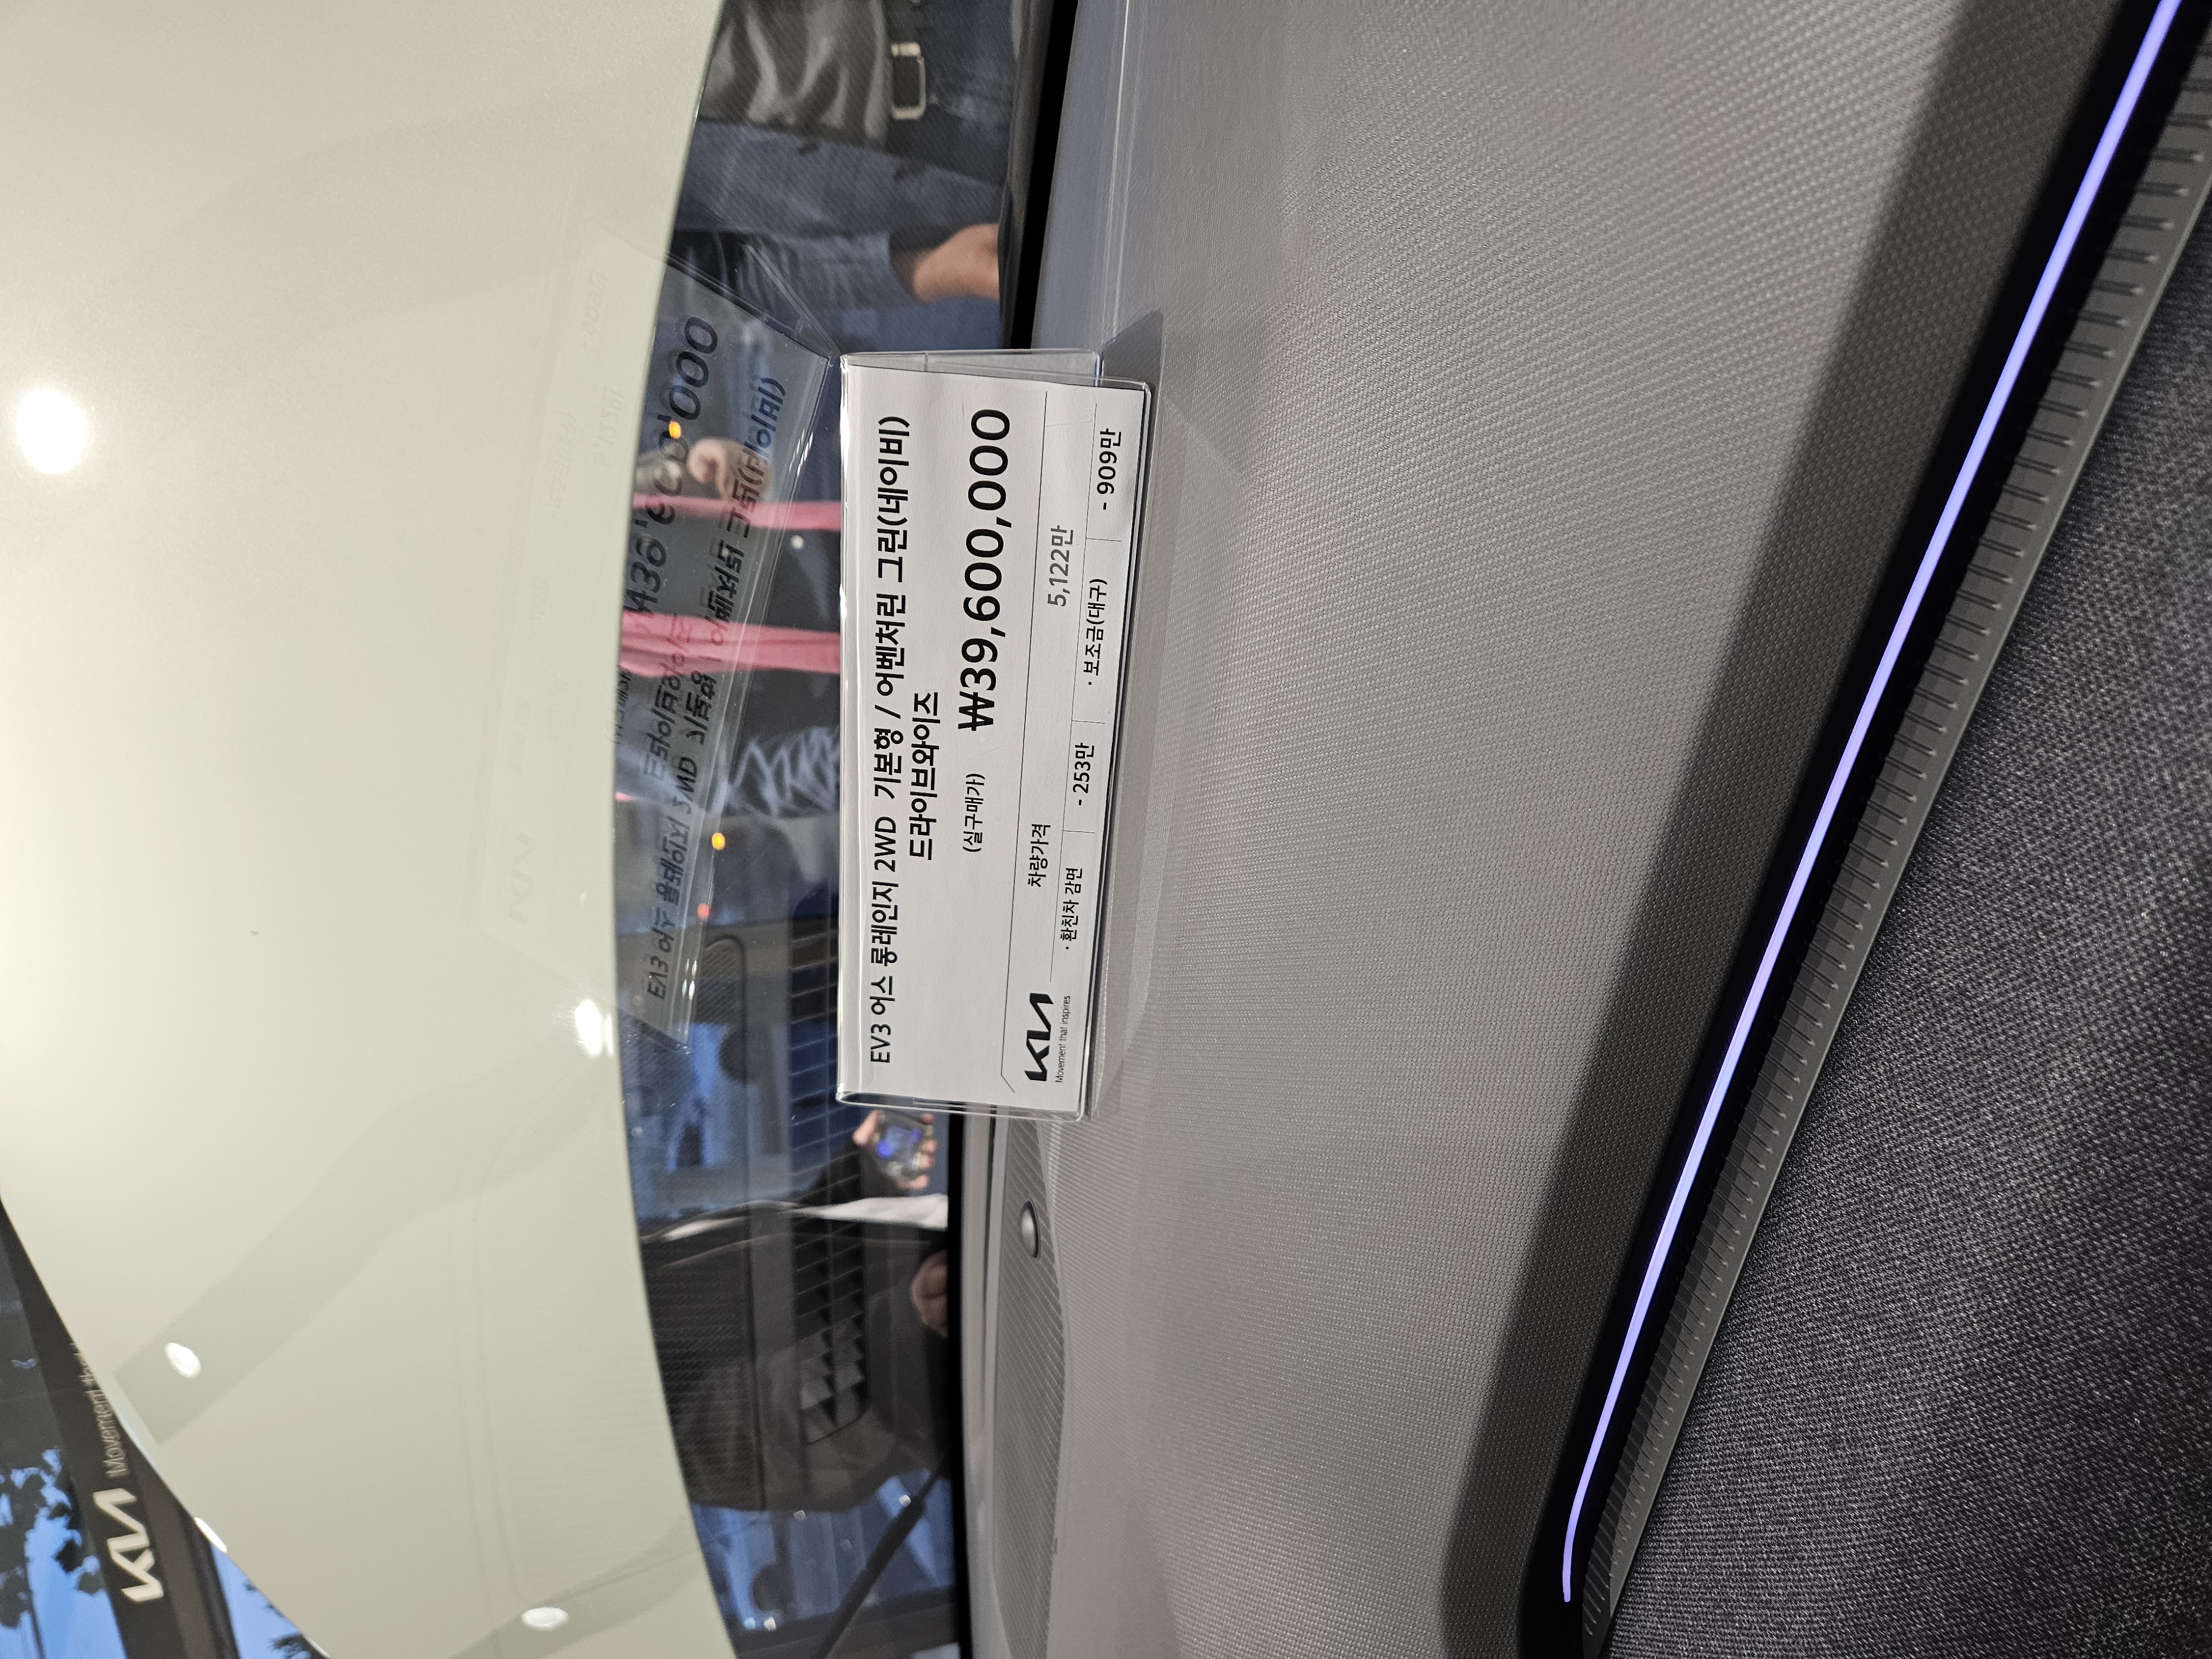 EV3 어스 롱레인지 2WD 기본형 / 어벤처린 그린(네이비)
드라이브와이즈
(실구매가) ₩39,600,000
차량가격 5,122만
· 환친차 감면 - 253만 · 보조금(대구) - 909만
KIA
Movement that inspires
KIA Movement that